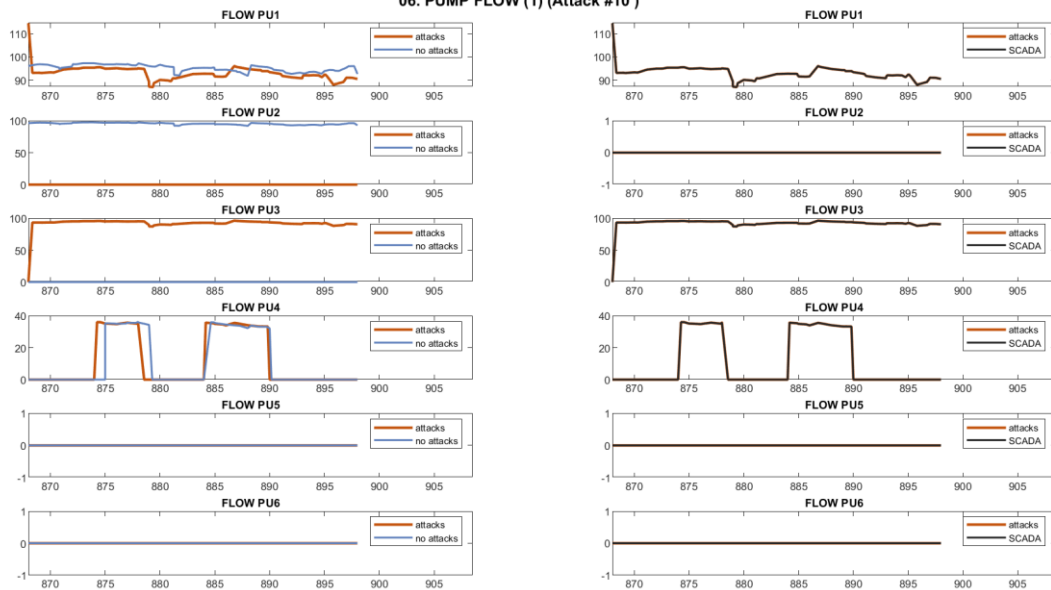 06. PUMP FLOW (1) (Attack #10 )
FLOW PU1
110
100
90
870 875 880 885 890 895 900 905
attacks
no attacks
FLOW PU1
110
100
90
870 875 880 885 890 895 900 905
attacks
SCADA
FLOW PU2
100
50
0
870 875 880 885 890 895 900 905
attacks
no attacks
FLOW PU2
1
0
-1
870 875 880 885 890 895 900 905
attacks
SCADA
FLOW PU3
100
50
0
870 875 880 885 890 895 900 905
attacks
no attacks
FLOW PU3
100
50
0
870 875 880 885 890 895 900 905
attacks
SCADA
FLOW PU4
40
20
0
870 875 880 885 890 895 900 905
attacks
no attacks
FLOW PU4
40
20
0
870 875 880 885 890 895 900 905
attacks
SCADA
FLOW PU5
1
0
-1
870 875 880 885 890 895 900 905
attacks
no attacks
FLOW PU5
1
0
-1
870 875 880 885 890 895 900 905
attacks
SCADA
FLOW PU6
1
0
-1
870 875 880 885 890 895 900 905
attacks
no attacks
FLOW PU6
1
0
-1
870 875 880 885 890 895 900 905
attacks
SCADA